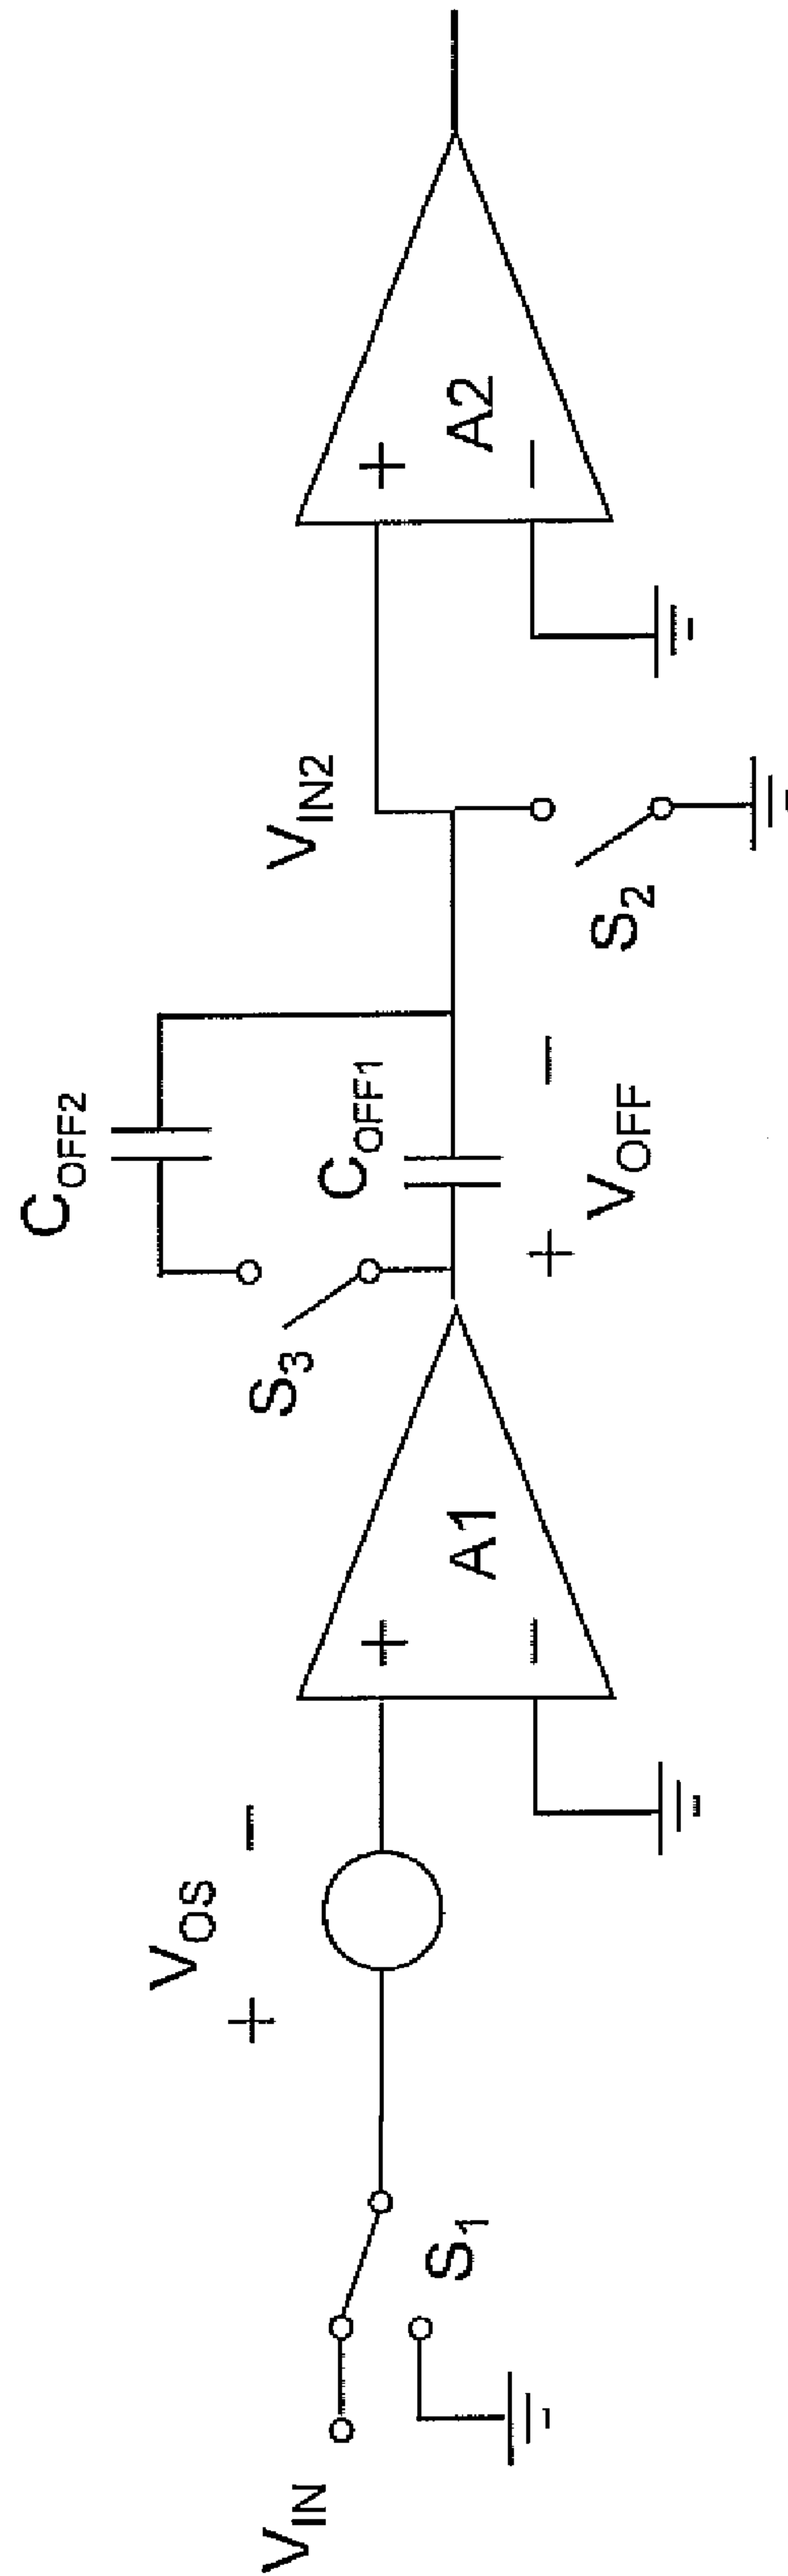 V_IN
S_1
+ V_OS −
+
−
A1
S_3
C_OFF2
C_OFF1
+ V_OFF −
V_IN2
S_2
+
−
A2